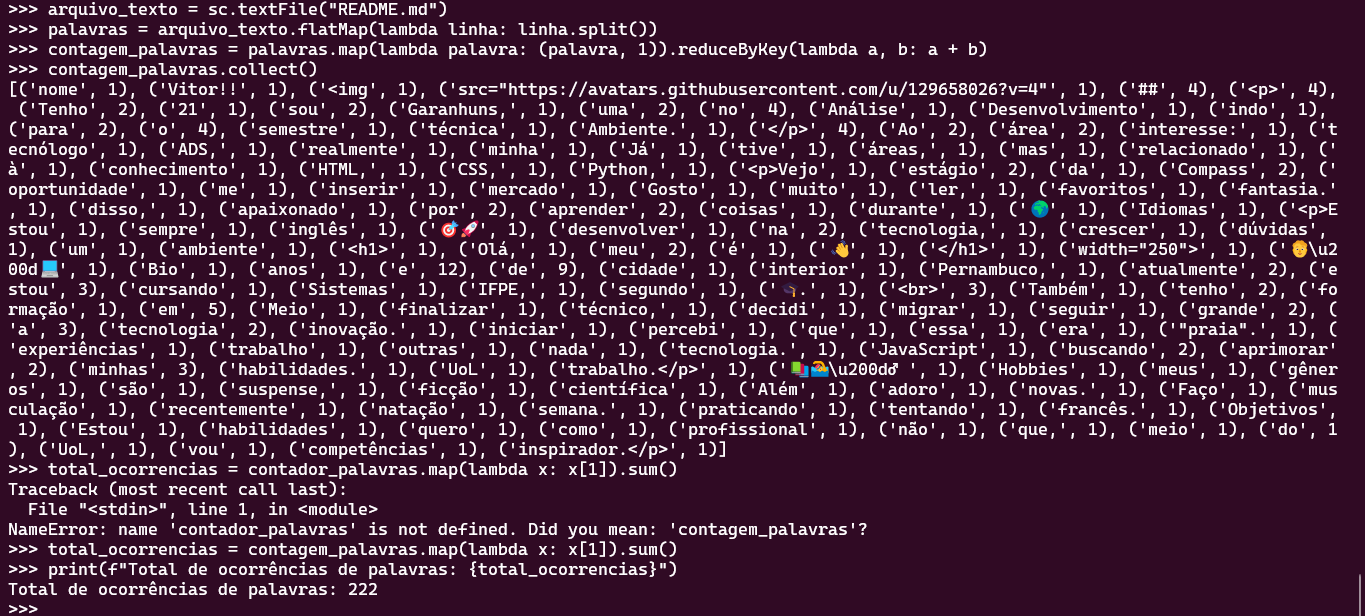 >>> arquivo_texto = sc.textFile("README.md")
>>> palavras = arquivo_texto.flatMap(lambda linha: linha.split())
>>> contagem_palavras = palavras.map(lambda palavra: (palavra, 1)).reduceByKey(lambda a, b: a + b)
>>> contagem_palavras.collect()
[('nome', 1), ('Vitor!!', 1), ('<img', 1), ('src="https://avatars.githubusercontent.com/u/129658026?v=4"', 1), ('##', 4), ('<p>', 4),
 ('Tenho', 2), ('21', 1), ('sou', 2), ('Garanhuns,', 1), ('uma', 2), ('no', 4), ('Análise', 1), ('Desenvolvimento', 1), ('indo', 1),
('para', 2), ('o', 4), ('semestre', 1), ('técnica', 1), ('Ambiente.', 1), ('</p>', 4), ('Ao', 2), ('área', 2), ('interesse:', 1), ('t
ecnólogo', 1), ('ADS,', 1), ('realmente', 1), ('minha', 1), ('Já', 1), ('tive', 1), ('áreas,', 1), ('mas', 1), ('relacionado', 1), ('
à', 1), ('conhecimento', 1), ('HTML,', 1), ('CSS,', 1), ('Python,', 1), ('<p>Vejo', 1), ('estágio', 2), ('da', 1), ('Compass', 2), ('
oportunidade', 1), ('me', 1), ('inserir', 1), ('mercado', 1), ('Gosto', 1), ('muito', 1), ('ler,', 1), ('favoritos', 1), ('fantasia.'
, 1), ('disso,', 1), ('apaixonado', 1), ('por', 2), ('aprender', 2), ('coisas', 1), ('durante', 1), ('🌍', 1), ('Idiomas', 1), ('<p>E
stou', 1), ('sempre', 1), ('inglês', 1), ('🎯🚀', 1), ('desenvolver', 1), ('na', 2), ('tecnologia,', 1), ('crescer', 1), ('dúvidas',
1), ('um', 1), ('ambiente', 1), ('<h1>', 1), ('Olá,', 1), ('meu', 2), ('é', 1), ('👋', 1), ('</h1>', 1), ('width="250">', 1), ('👨\u2
00d💻', 1), ('Bio', 1), ('anos', 1), ('e', 12), ('de', 9), ('cidade', 1), ('interior', 1), ('Pernambuco,', 1), ('atualmente', 2), ('e
stou', 3), ('cursando', 1), ('Sistemas', 1), ('IFPE,', 1), ('segundo', 1), ('🎓.', 1), ('<br>', 3), ('Também', 1), ('tenho', 2), ('fo
rmação', 1), ('em', 5), ('Meio', 1), ('finalizar', 1), ('técnico,', 1), ('decidi', 1), ('migrar', 1), ('seguir', 1), ('grande', 2), (
'a', 3), ('tecnologia', 2), ('inovação.', 1), ('iniciar', 1), ('percebi', 1), ('que', 1), ('essa', 1), ('era', 1), ('"praia".', 1), (
'experiências', 1), ('trabalho', 1), ('outras', 1), ('nada', 1), ('tecnologia.', 1), ('JavaScript', 1), ('buscando', 2), ('aprimorar'
, 2), ('minhas', 3), ('habilidades.', 1), ('UoL', 1), ('trabalho.</p>', 1), ('📗🏊\u200d♂', 1), ('Hobbies', 1), ('meus', 1), ('gêner
os', 1), ('são', 1), ('suspense,', 1), ('ficção', 1), ('científica', 1), ('Além', 1), ('adoro', 1), ('novas.', 1), ('Faço', 1), ('mus
culação', 1), ('recentemente', 1), ('natação', 1), ('semana.', 1), ('praticando', 1), ('tentando', 1), ('francês.', 1), ('Objetivos',
 1), ('Estou', 1), ('habilidades', 1), ('quero', 1), ('como', 1), ('profissional', 1), ('não', 1), ('que,', 1), ('meio', 1), ('do', 1
), ('UoL,', 1), ('vou', 1), ('competências', 1), ('inspirador.</p>', 1)]
>>> total_ocorrencias = contador_palavras.map(lambda x: x[1]).sum()
Traceback (most recent call last):
  File "<stdin>", line 1, in <module>
NameError: name 'contador_palavras' is not defined. Did you mean: 'contagem_palavras'?
>>> total_ocorrencias = contagem_palavras.map(lambda x: x[1]).sum()
>>> print(f"Total de ocorrências de palavras: {total_ocorrencias}")
Total de ocorrências de palavras: 222
>>>